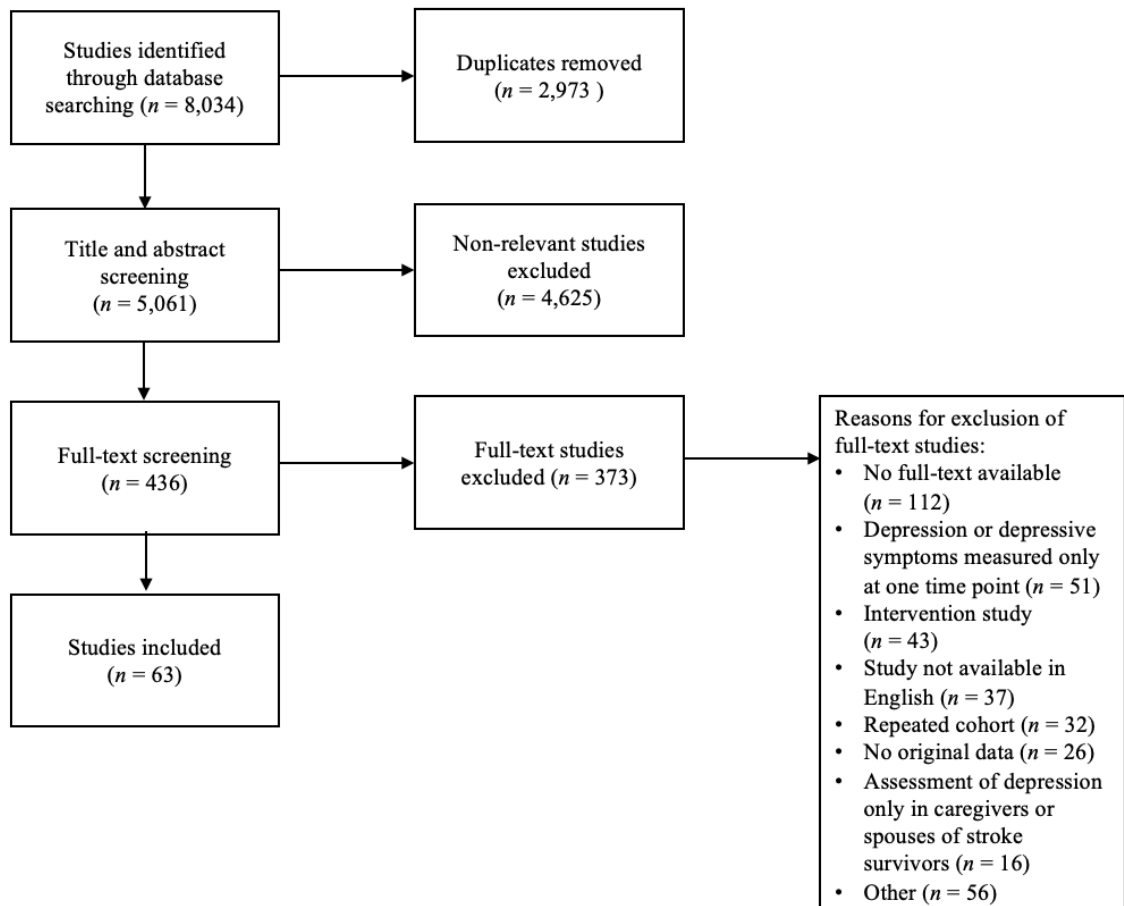 Studies identified
through database
searching (n = 8,034)
Duplicates removed
(n = 2,973 )
Title and abstract
screening
(n = 5,061)
Non-relevant studies
excluded
(n = 4,625)
Full-text screening
(n = 436)
Full-text studies
excluded (n = 373)
Reasons for exclusion of
full-text studies:
• No full-text available
(n = 112)
• Depression or depressive
symptoms measured only
at one time point (n = 51)
• Intervention study
(n = 43)
• Study not available in
English (n = 37)
• Repeated cohort (n = 32)
• No original data (n = 26)
• Assessment of depression
only in caregivers or
spouses of stroke
survivors (n = 16)
• Other (n = 56)
Studies included
(n = 63)